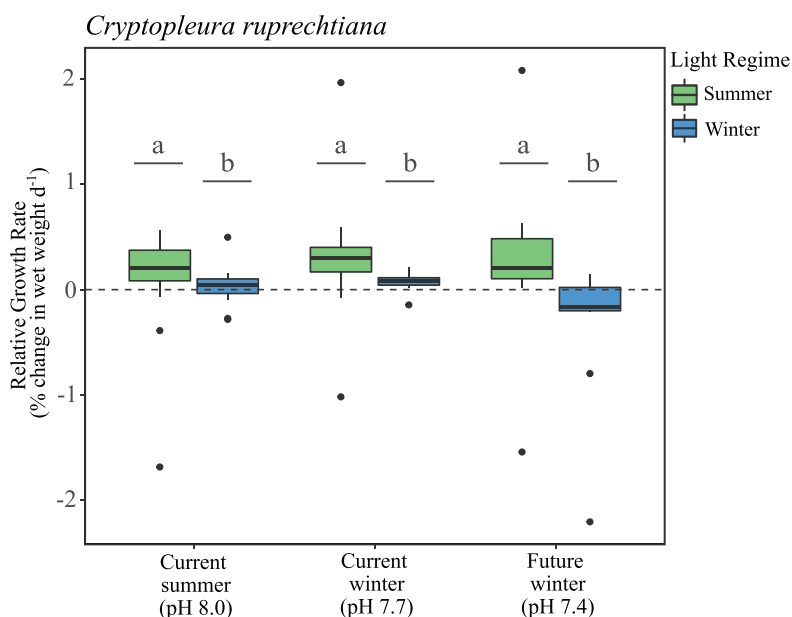 Cryptopleura ruprechtiana
Light Regime
Summer
Winter
Relative Growth Rate
(% change in wet weight d-1)
2
1
0
-1
-2
a
b
a
b
a
b
Current
summer
(pH 8.0)
Current
winter
(pH 7.7)
Future
winter
(pH 7.4)